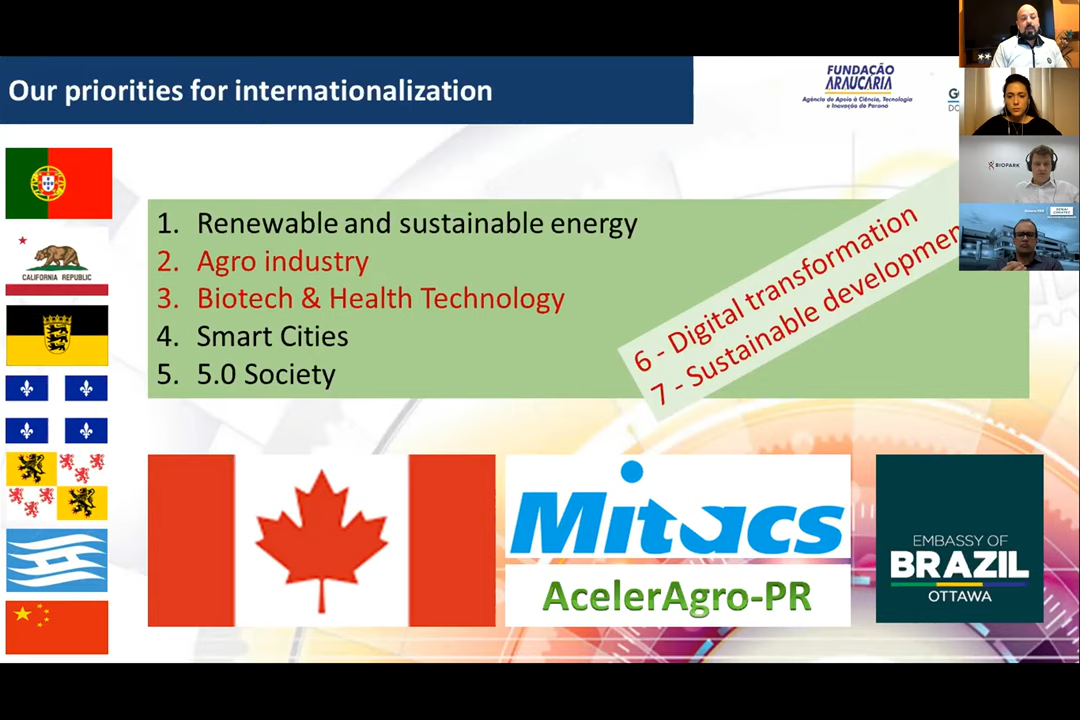 Our priorities for internationalization
FUNDAÇÃO
ARAUCÁRIA
Agência de Apoio à Ciência, Tecnologia
e Inovação do Paraná
BIOPARK
CALIFORNIA REPUBLIC
1. Renewable and sustainable energy
2. Agro industry
3. Biotech & Health Technology
4. Smart Cities
5. 5.0 Society
6 - Digital transformation
7 - Sustainable developmen
Mitacs
AcelerAgro-PR
EMBASSY OF
BRAZIL
OTTAWA